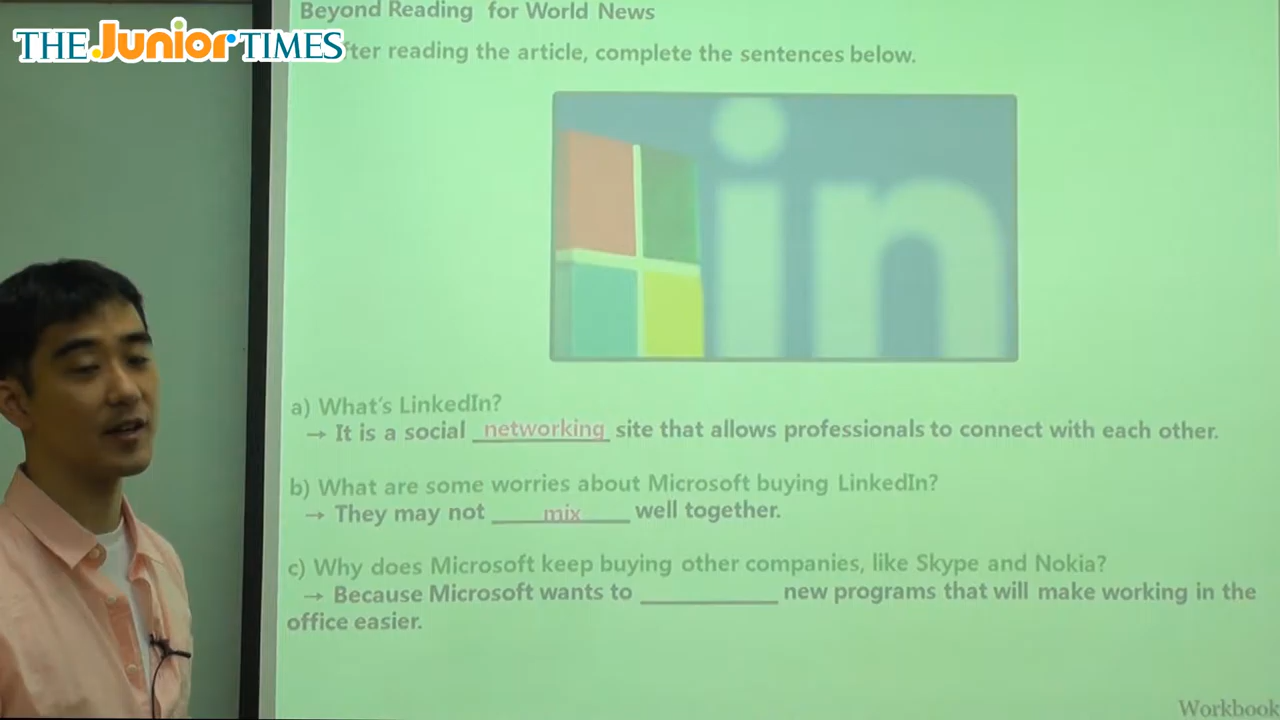 Beyond Reading for World News
THE Junior TIMES
fter reading the article, complete the sentences below.
in
a) What's LinkedIn?
→ It is a social networking site that allows professionals to connect with each other.
b) What are some worries about Microsoft buying LinkedIn?
→ They may not mix well together.
c) Why does Microsoft keep buying other companies, like Skype and Nokia?
→ Because Microsoft wants to __________ new programs that will make working in the
office easier.
Workbook